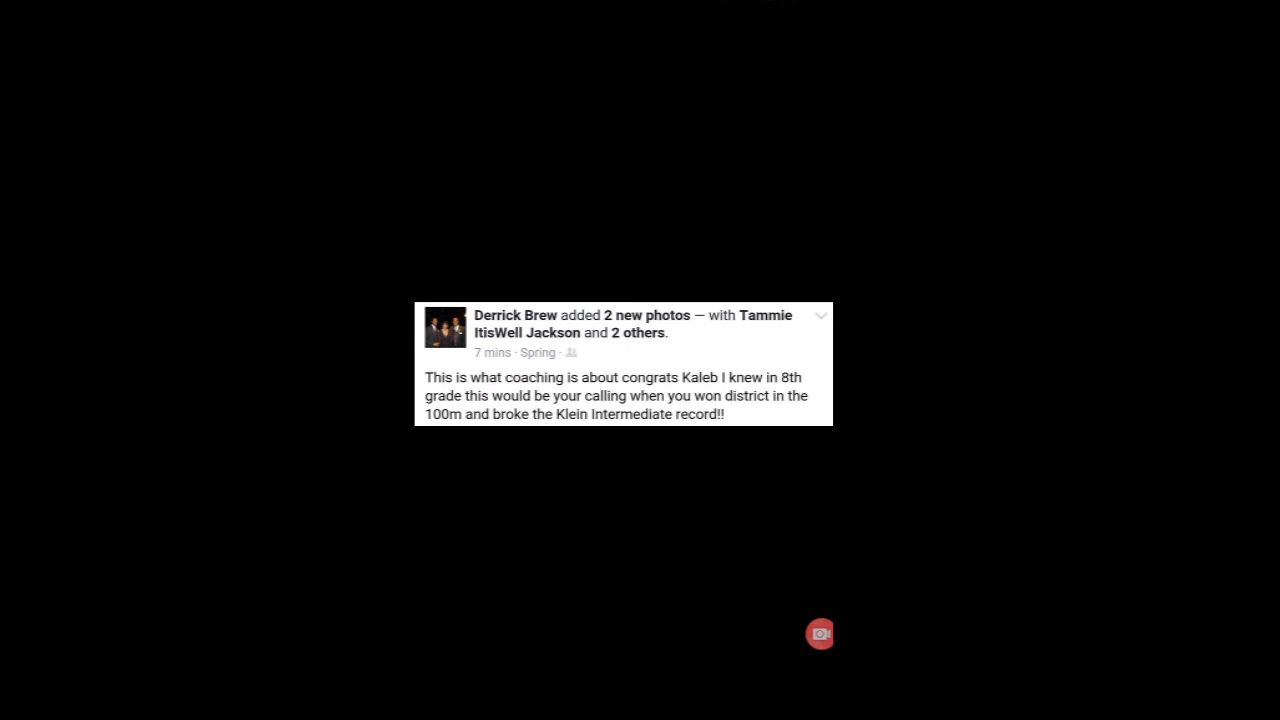 Derrick Brew added 2 new photos — with Tammie
ItisWell Jackson and 2 others.
7 mins · Spring ·
This is what coaching is about congrats Kaleb I knew in 8th
grade this would be your calling when you won district in the
100m and broke the Klein Intermediate record!!